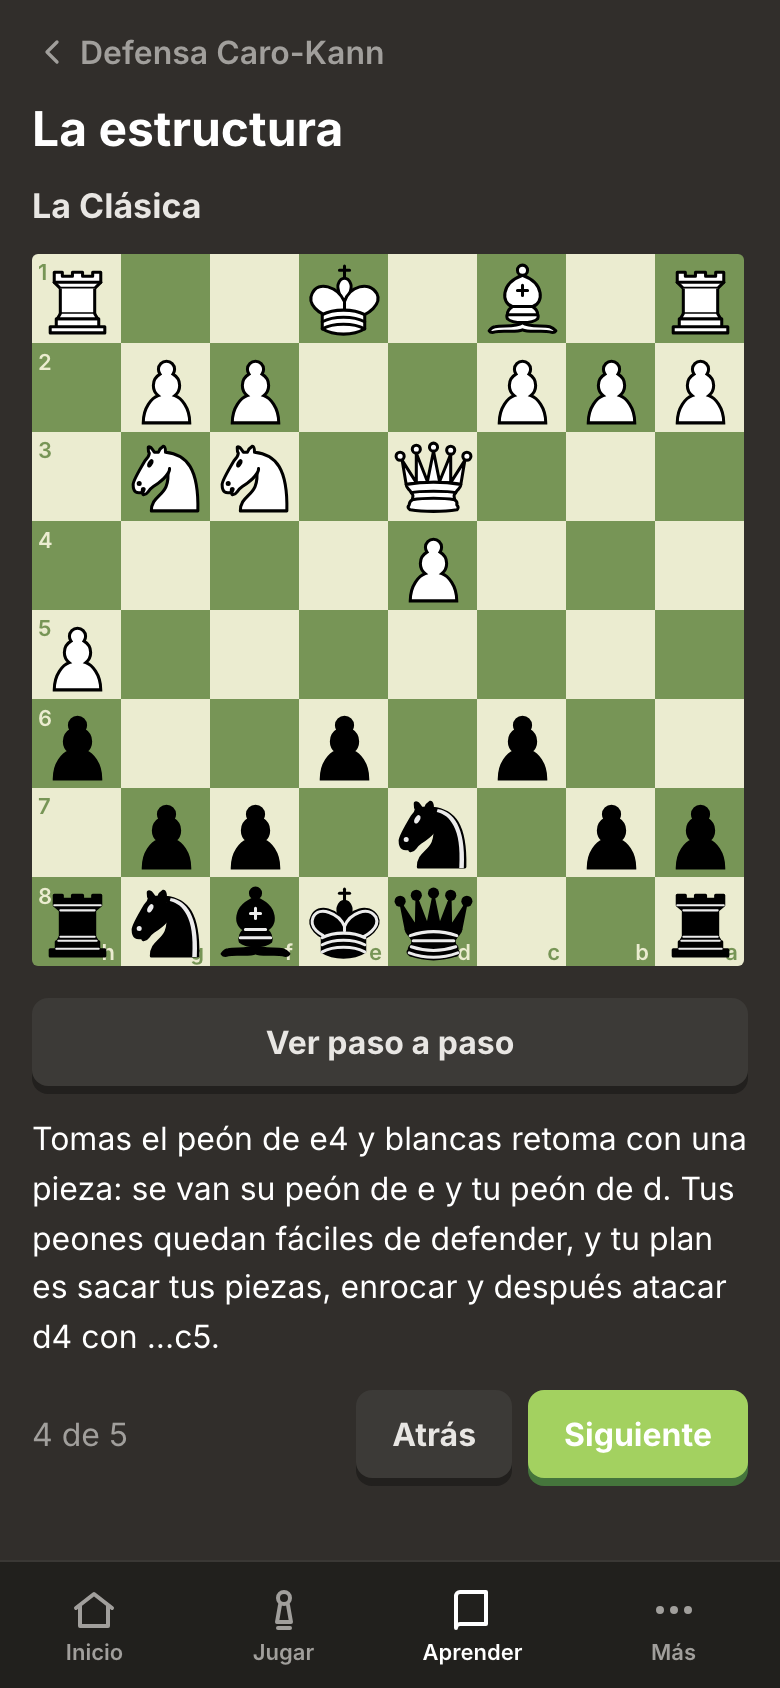 Defensa Caro-Kann
La estructura
La Clásica
1
2
3
4
5
6
7
8
h g f e d c b a
Ver paso a paso
Tomas el peón de e4 y blancas retoma con una
pieza: se van su peón de e y tu peón de d. Tus
peones quedan fáciles de defender, y tu plan
es sacar tus piezas, enrocar y después atacar
d4 con ...c5.
4 de 5
Atrás
Siguiente
Inicio
Jugar
Aprender
Más